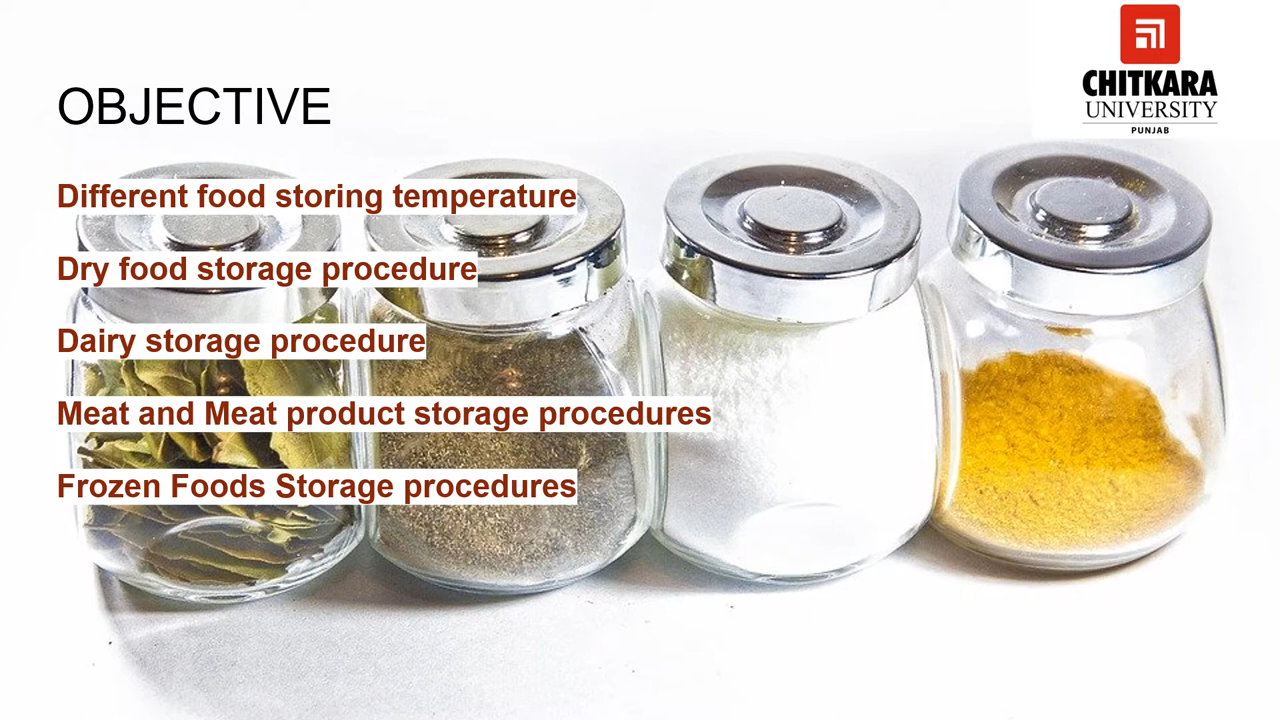 CHITKARA
UNIVERSITY
PUNJAB
OBJECTIVE
Different food storing temperature
Dry food storage procedure
Dairy storage procedure
Meat and Meat product storage procedures
Frozen Foods Storage procedures